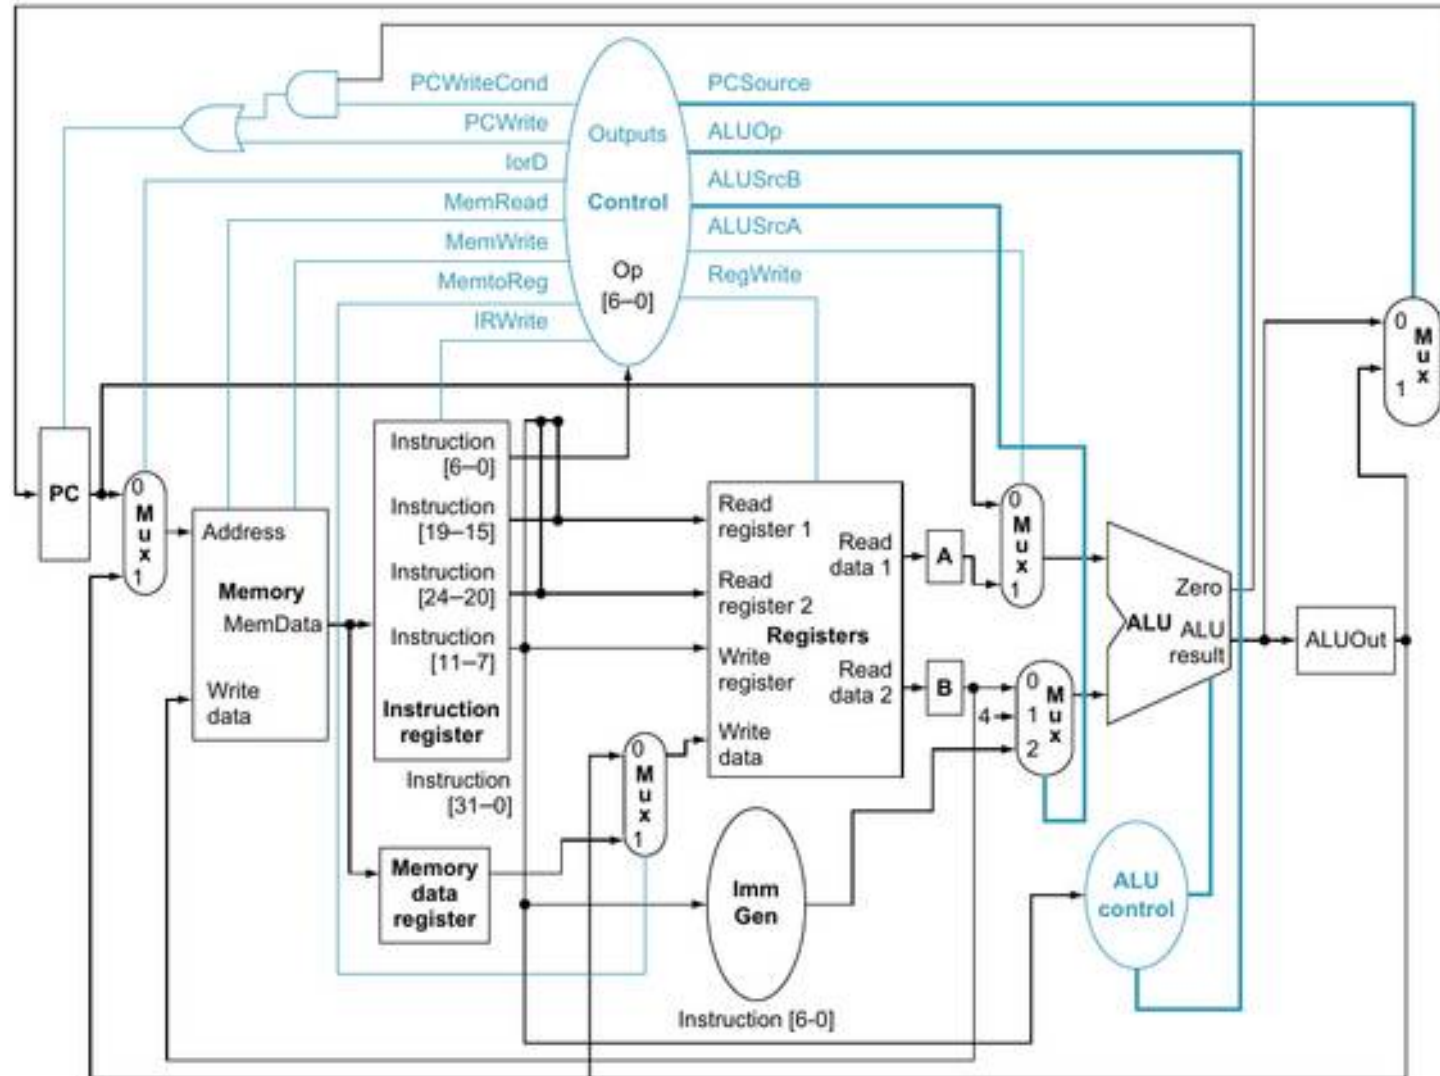 PCWriteCond
PCWrite
IorD
MemRead
MemWrite
MemtoReg
IRWrite
Outputs
Control
Op
[6–0]
PCSource
ALUOp
ALUSrcB
ALUSrcA
RegWrite
0
M
u
x
1
PC
0
M
u
x
1
Address
Memory
MemData
Write
data
Instruction
[6–0]
Instruction
[19–15]
Instruction
[24–20]
Instruction
[11–7]
Instruction
register
Instruction
[31–0]
Memory
data
register
0
M
u
x
1
Read
register 1
Read
register 2
Registers
Write
register
Write
data
Read
data 1
Read
data 2
A
B
4
0
M
u
x
1
0
1
2
M
u
x
Zero
ALU
ALU
result
ALUOut
Imm
Gen
ALU
control
Instruction [6-0]